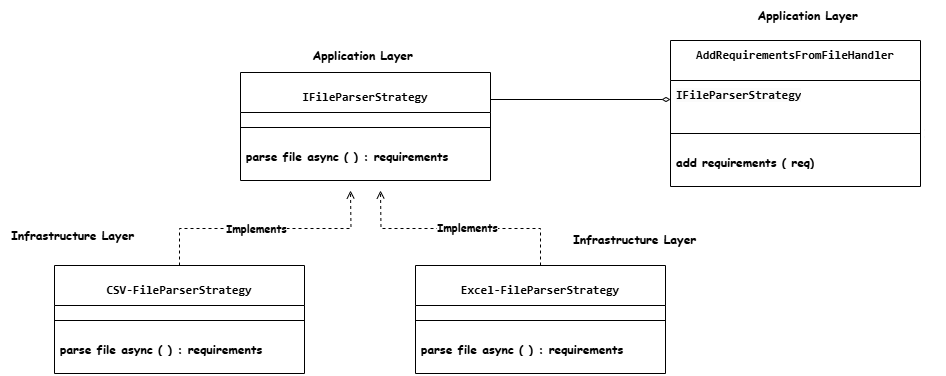 Application Layer
Application Layer
AddRequirementsFromFileHandler
IFileParserStrategy
IFileParserStrategy
parse file async ( ) : requirements
add requirements ( req)
Implements
Implements
Infrastructure Layer
Infrastructure Layer
CSV-FileParserStrategy
Excel-FileParserStrategy
parse file async ( ) : requirements
parse file async ( ) : requirements